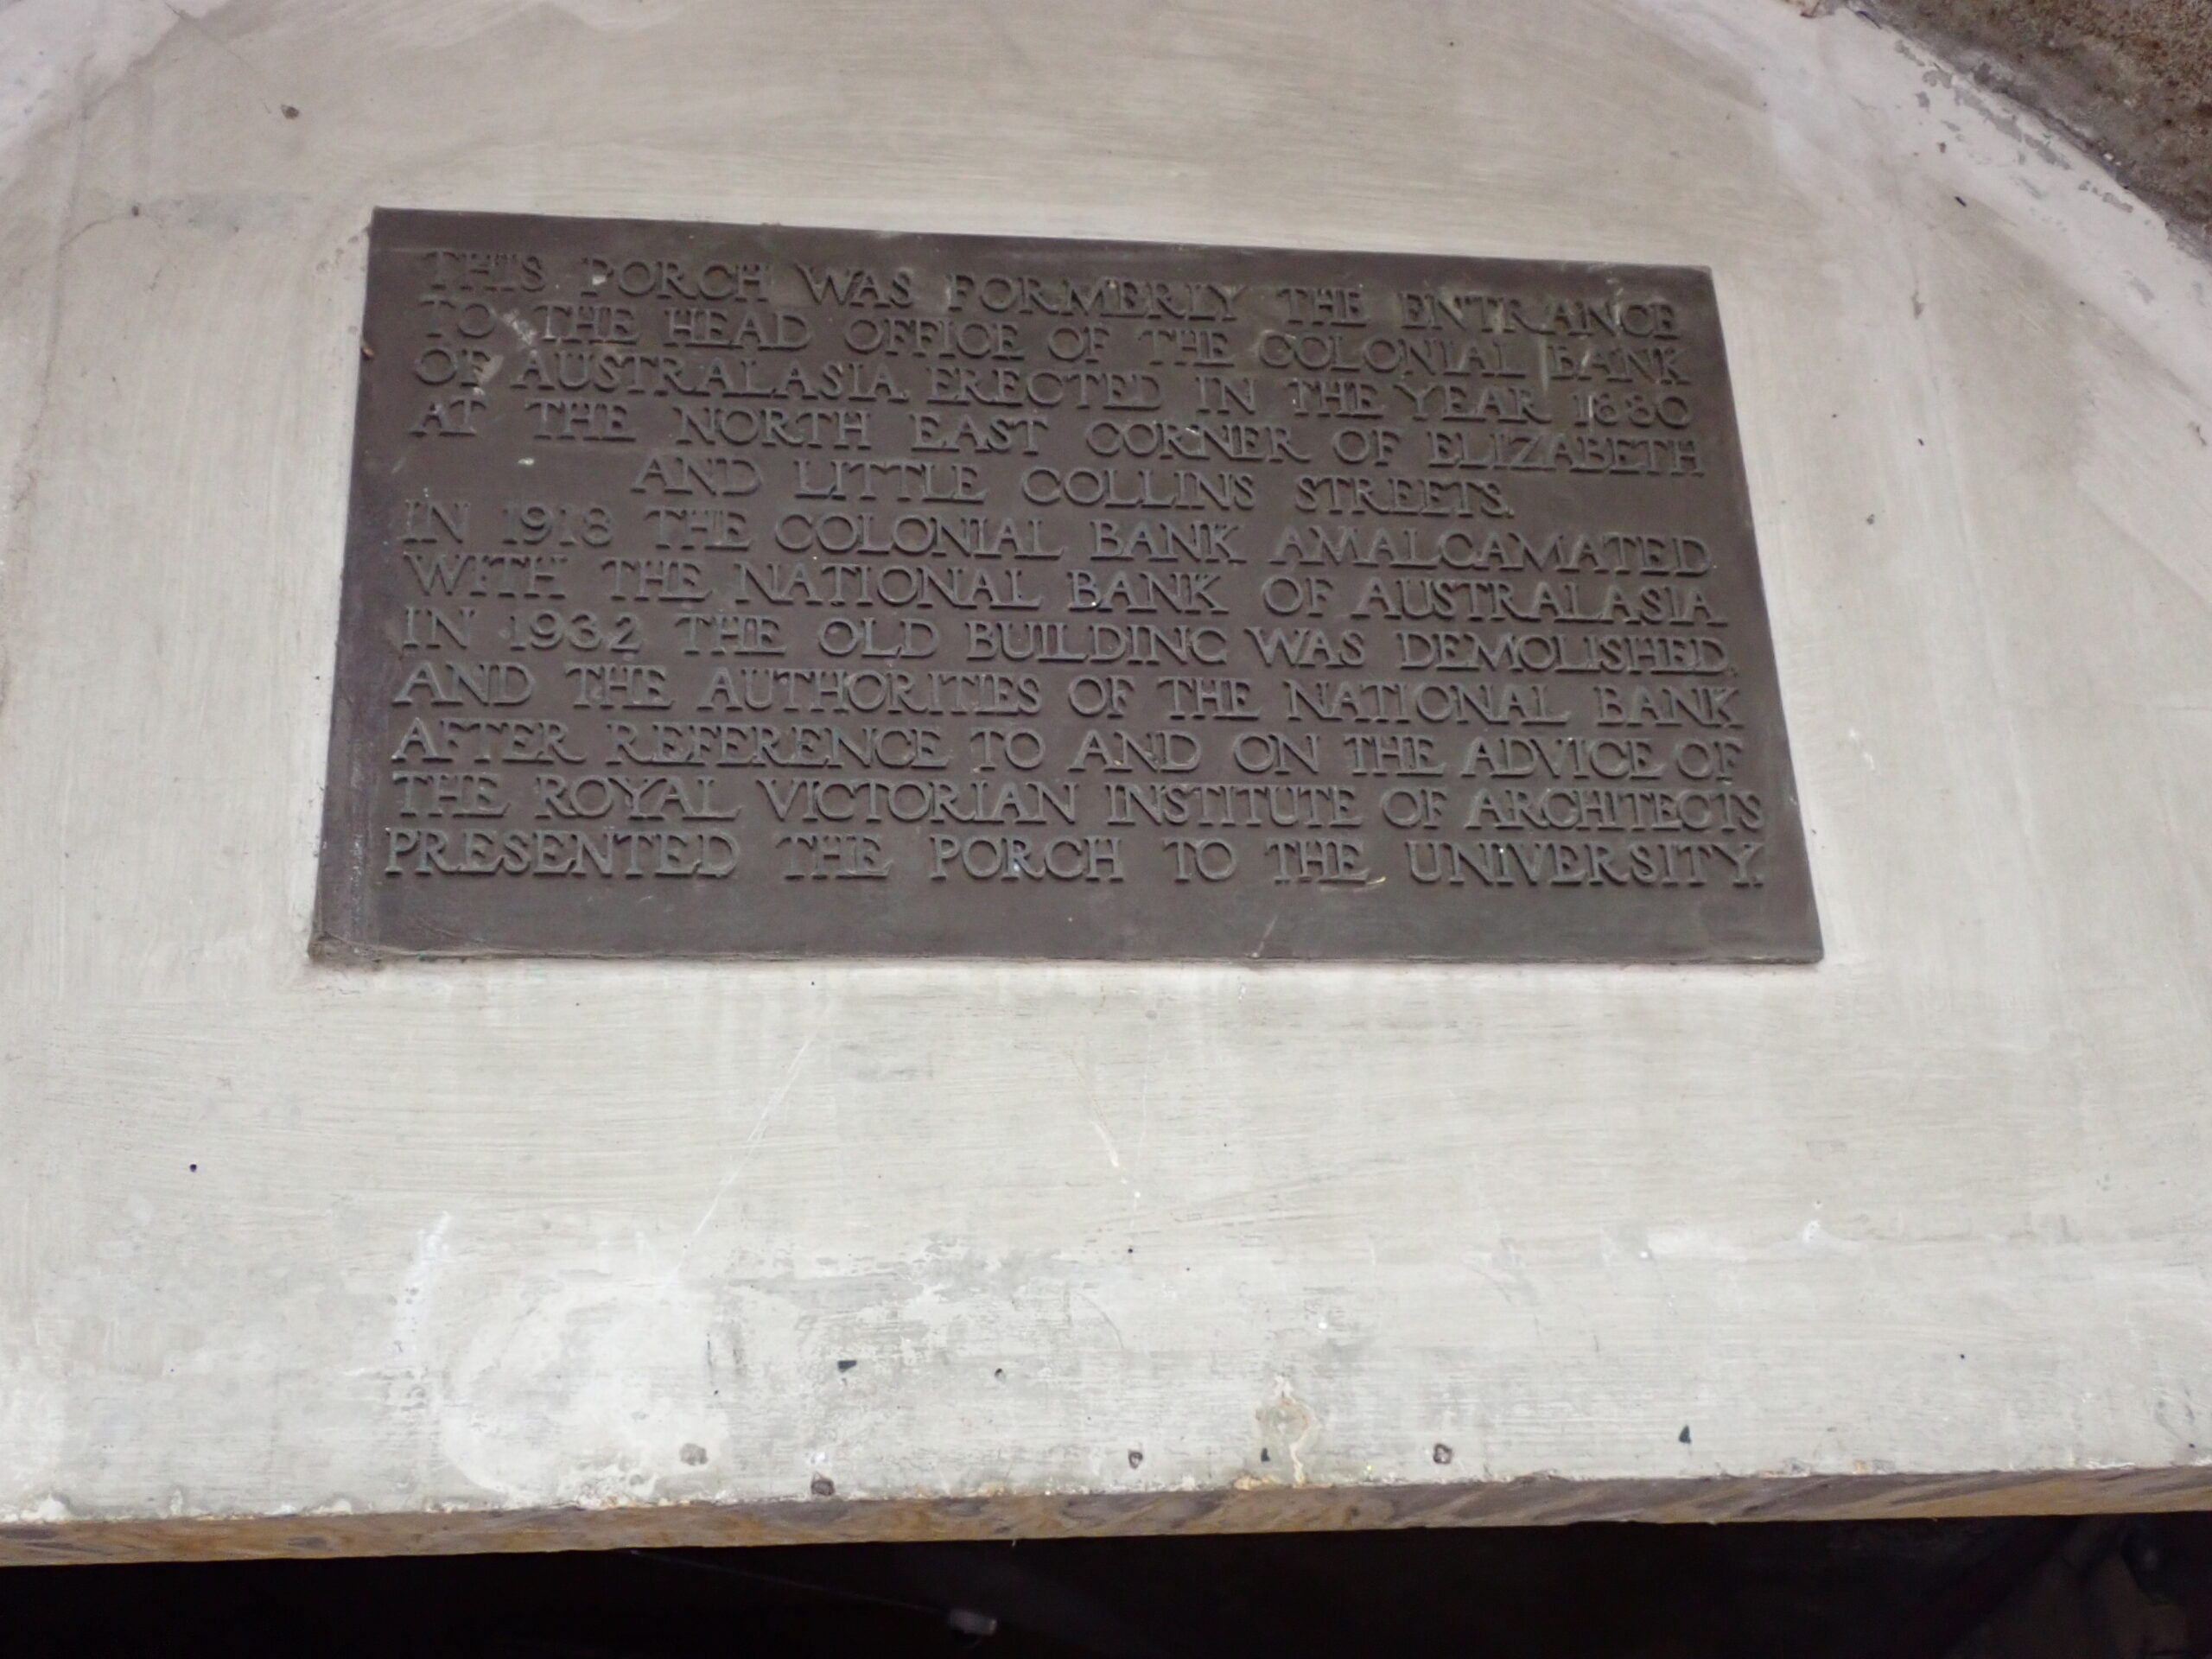 THIS PORCH WAS FORMERLY THE ENTRANCE
TO THE HEAD OFFICE OF THE COLONIAL BANK
OF AUSTRALASIA. ERECTED IN THE YEAR 1880
AT THE NORTH EAST CORNER OF ELIZABETH
AND LITTLE COLLINS STREETS.
IN 1918 THE COLONIAL BANK AMALGAMATED
WITH THE NATIONAL BANK OF AUSTRALASIA
IN 1932 THE OLD BUILDING WAS DEMOLISHED,
AND THE AUTHORITIES OF THE NATIONAL BANK
AFTER REFERENCE TO AND ON THE ADVICE OF
THE ROYAL VICTORIAN INSTITUTE OF ARCHITECTS
PRESENTED THE PORCH TO THE UNIVERSITY.